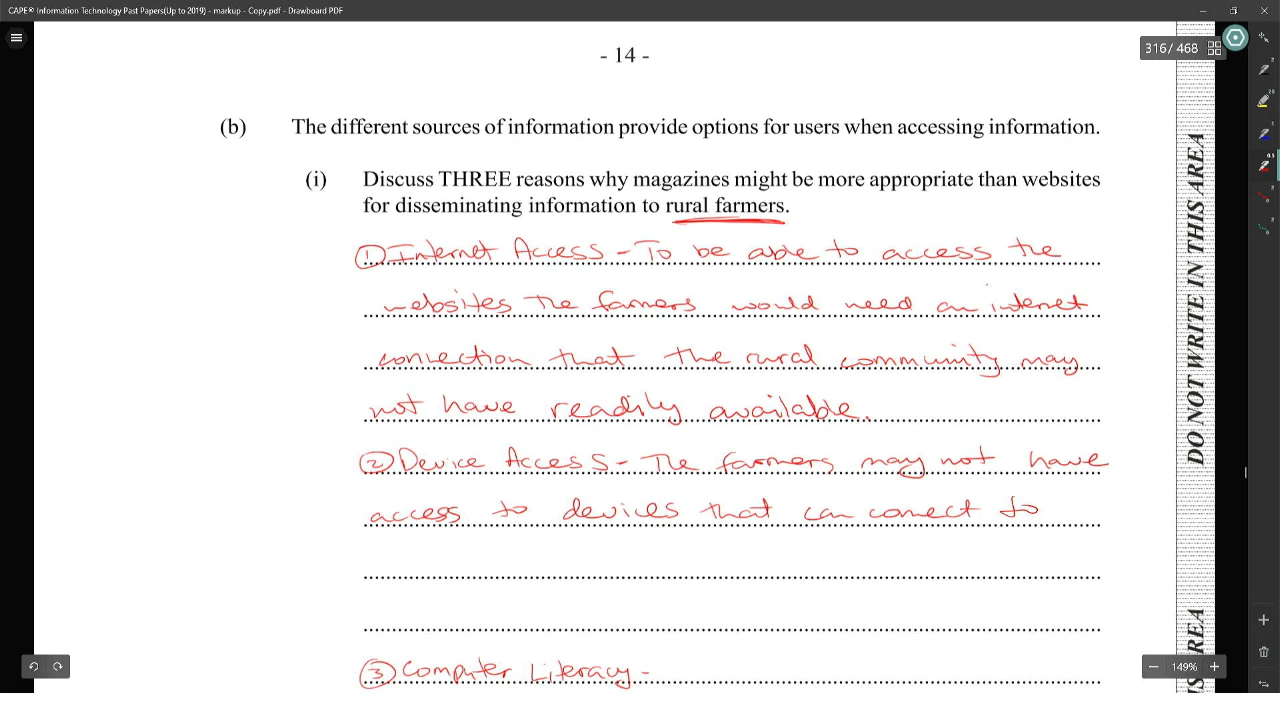 CAPE® Information Technology Past Papers(Up to 2019) - markup - Copy.pdf - Drawboard PDF
316/ 468
- 14 -
(b) The different sources of information provide options for users when accessing information.
(i) Discuss THREE reasons why magazines might be more appropriate than websites
for disseminating information to rural farmers.
① Internet Access - To be able to access the
websites the farmers would need an internet
connection that the rural community may
not have readily available.
② Device Access - The farmers may not have
access to devices that can connect to
③ Computer Literacy -
DO NOT WRITE IN THIS AREA
IS AREA
149%